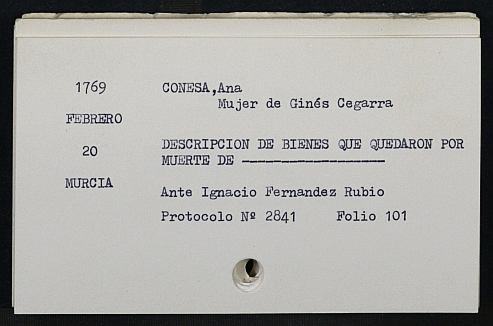 1769 CONESA,Ana
Mujer de Ginés Cegarra
FEBRERO
20 DESCRIPCION DE BIENES QUE QUEDARON POR
MUERTE DE ------------------
MURCIA
Ante Ignacio Fernandez Rubio
Protocolo Nº 2841 Folio 101